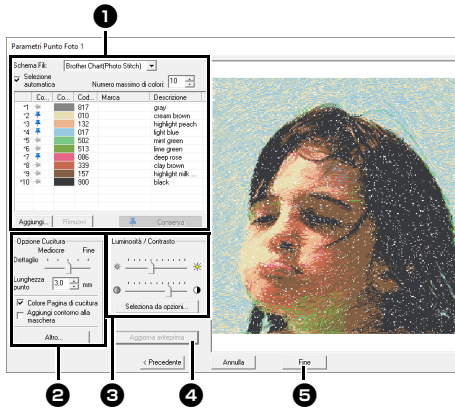 1
Parametri Punto Foto 1
Schema Fili: Brother Chart(Photo Stitch)
Selezione automatica Numero massimo di colori: 10
Co... Co... Cod... Marca Descrizione
*1 817 gray
*2 010 cream brown
*3 132 highlight peach
*4 017 light blue
*5 502 mint green
*6 513 lime green
*7 086 deep rose
*8 339 clay brown
*9 157 highlight milk ...
*10 900 black
Aggiungi... Rimuovi Conserva
Opzione Cucitura
Mediocre Fine
Dettaglio
Lunghezza punto 3,0 mm
Colore Pagina di cucitura
Aggiungi contorno alla maschera
Altro...
Luminosità / Contrasto
Seleziona da opzioni...
Aggiorna anteprima
< Precedente Annulla Fine
2 3 4 5